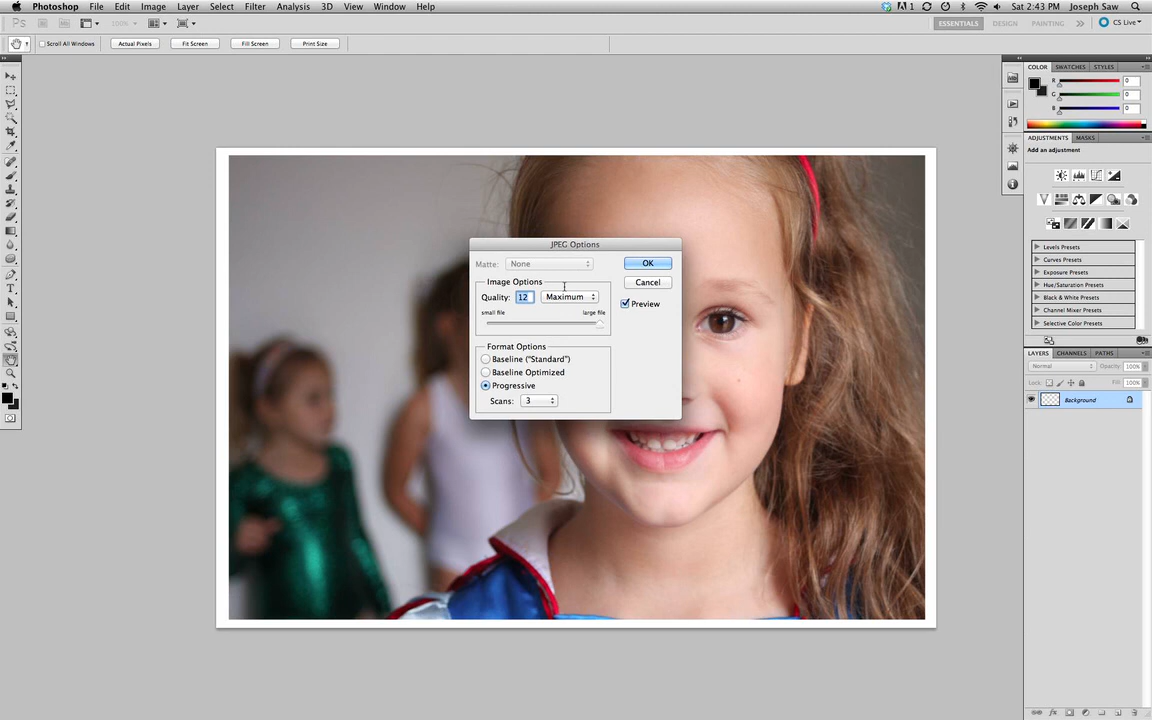 Photoshop File Edit Image Layer Select Filter Analysis 3D View Window Help 1 Sat 2:43 PM Joseph Saw
Ps Br Mb 100% ESSENTIALS DESIGN PAINTING CS Live
Scroll All Windows Actual Pixels Fit Screen Fill Screen Print Size
COLOR SWATCHES STYLES
R 0
G 0
B 0
ADJUSTMENTS MASKS
Add an adjustment
Levels Presets
Curves Presets
Exposure Presets
Hue/Saturation Presets
Black & White Presets
Channel Mixer Presets
Selective Color Presets
LAYERS CHANNELS PATHS
Normal Opacity: 100%
Lock: Fill: 100%
Background
JPEG Options
Matte: None OK
Image Options Cancel
Quality: 12 Maximum Preview
small file large file
Format Options
Baseline ("Standard")
Baseline Optimized
Progressive
Scans: 3